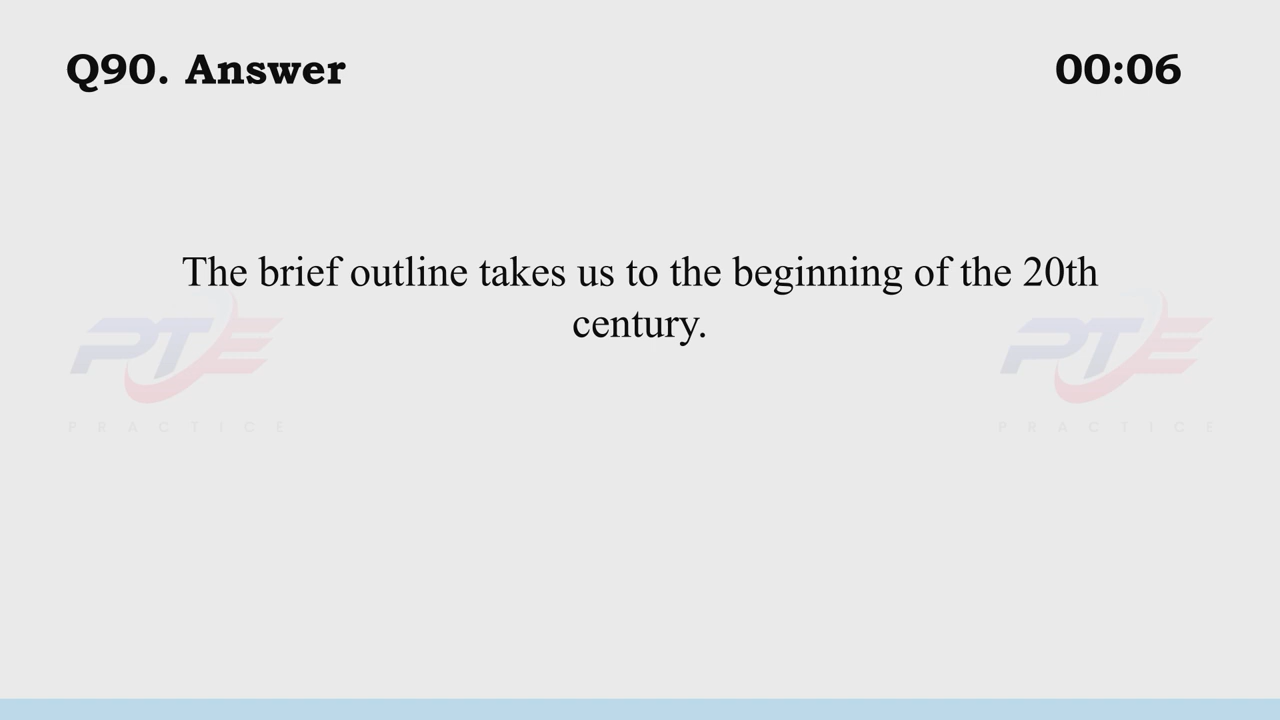 Q90. Answer
00:06
The brief outline takes us to the beginning of the 20th
century.
PTE
PRACTICE
PTE
PRACTICE